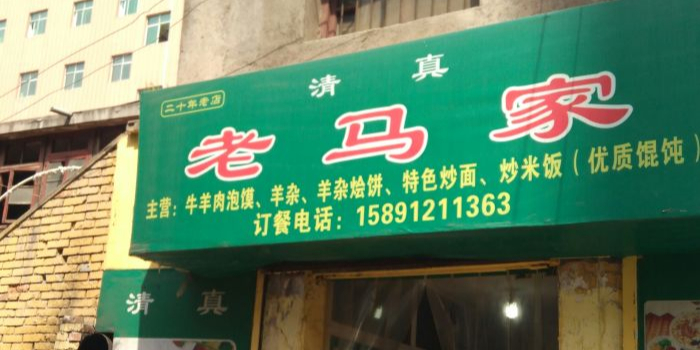 清 真
二十年老店
老马家
主营：牛羊肉泡馍、羊杂、羊杂烩饼、特色炒面、炒米饭（优质馄饨）
订餐电话：15891211363
清 真